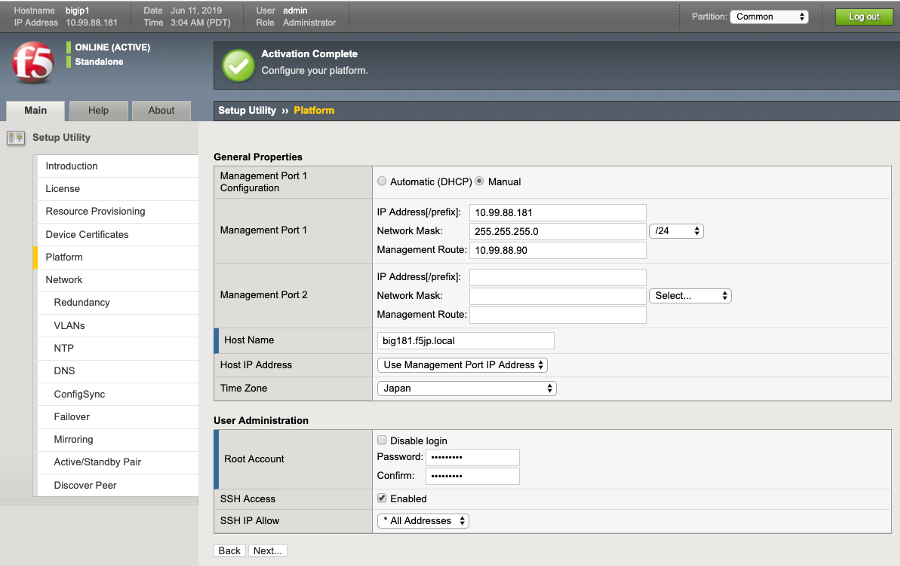 Hostname bigip1 Date Jun 11, 2019 User admin
IP Address 10.99.88.181 Time 3:04 AM (PDT) Role Administrator
Partition: Common Log out
f5
ONLINE (ACTIVE)
Standalone
Activation Complete
Configure your platform.
Main Help About
Setup Utility ›› Platform
Setup Utility
Introduction
License
Resource Provisioning
Device Certificates
Platform
Network
Redundancy
VLANs
NTP
DNS
ConfigSync
Failover
Mirroring
Active/Standby Pair
Discover Peer
General Properties
Management Port 1
Configuration
Automatic (DHCP) Manual
Management Port 1
IP Address[/prefix]: 10.99.88.181
Network Mask: 255.255.255.0 /24
Management Route: 10.99.88.90
Management Port 2
IP Address[/prefix]:
Network Mask: Select...
Management Route:
Host Name big181.f5jp.local
Host IP Address Use Management Port IP Address
Time Zone Japan
User Administration
Root Account
Disable login
Password: •••••••••
Confirm: •••••••••
SSH Access Enabled
SSH IP Allow * All Addresses
Back Next...